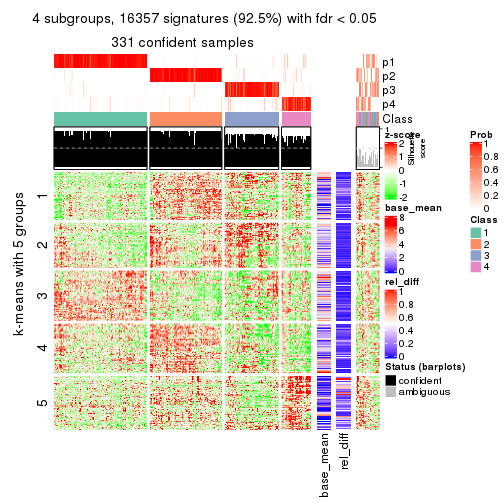 4 subgroups, 16357 signatures (92.5%) with fdr < 0.05
331 confident samples
p1
p2
p3
p4
Class
1
Silhouette
score
k-means with 5 groups
1
2
3
4
5
base_mean
rel_diff
z-score
2
1
0
-1
-2
base_mean
8
6
4
2
0
rel_diff
1
0.8
0.6
0.4
0.2
0
Status (barplots)
confident
ambiguous
Prob
1
0.8
0.6
0.4
0.2
0
Class
1
2
3
4